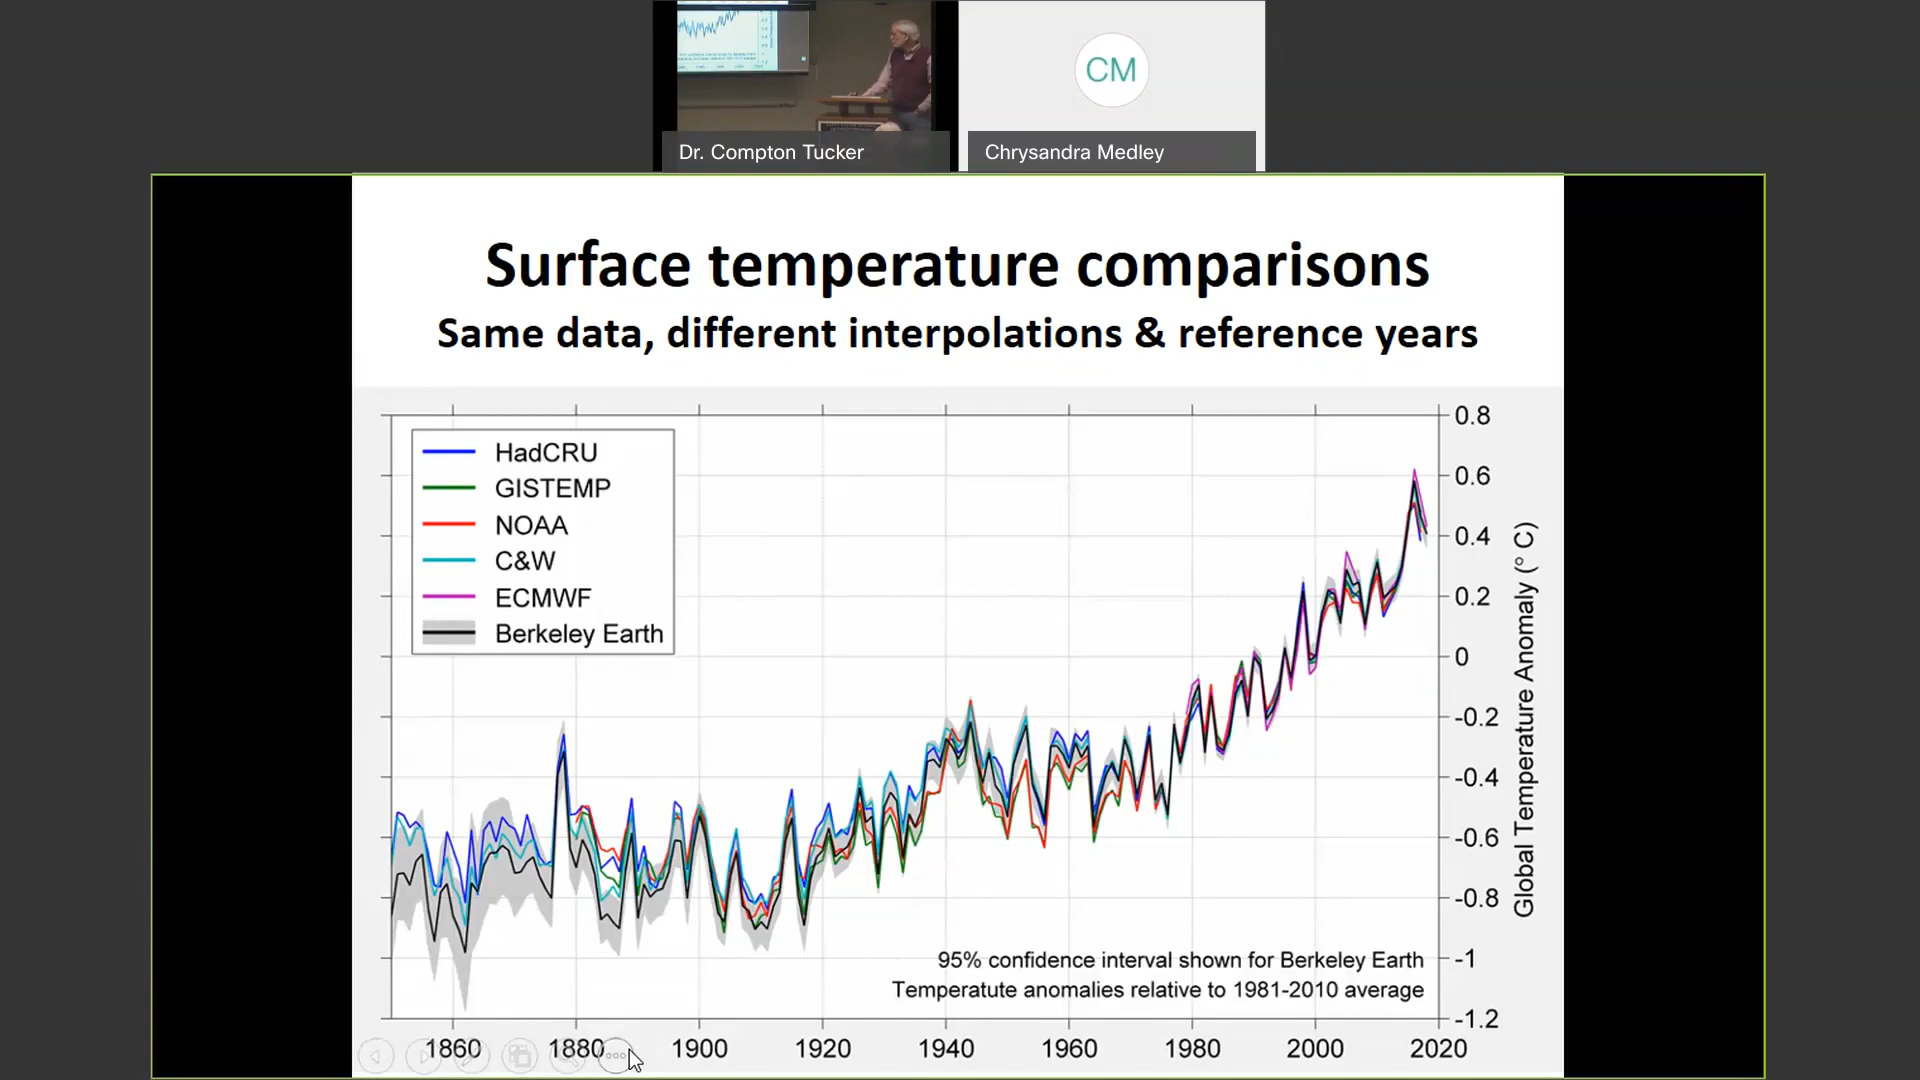 CM
Dr. Compton Tucker
Chrysandra Medley
Surface temperature comparisons
Same data, different interpolations & reference years
HadCRU
GISTEMP
NOAA
C&W
ECMWF
Berkeley Earth
0.8
0.6
0.4
0.2
0
-0.2
-0.4
-0.6
-0.8
-1
-1.2
Global Temperature Anomaly (° C)
95% confidence interval shown for Berkeley Earth
Temperatute anomalies relative to 1981-2010 average
1860 1880 1900 1920 1940 1960 1980 2000 2020